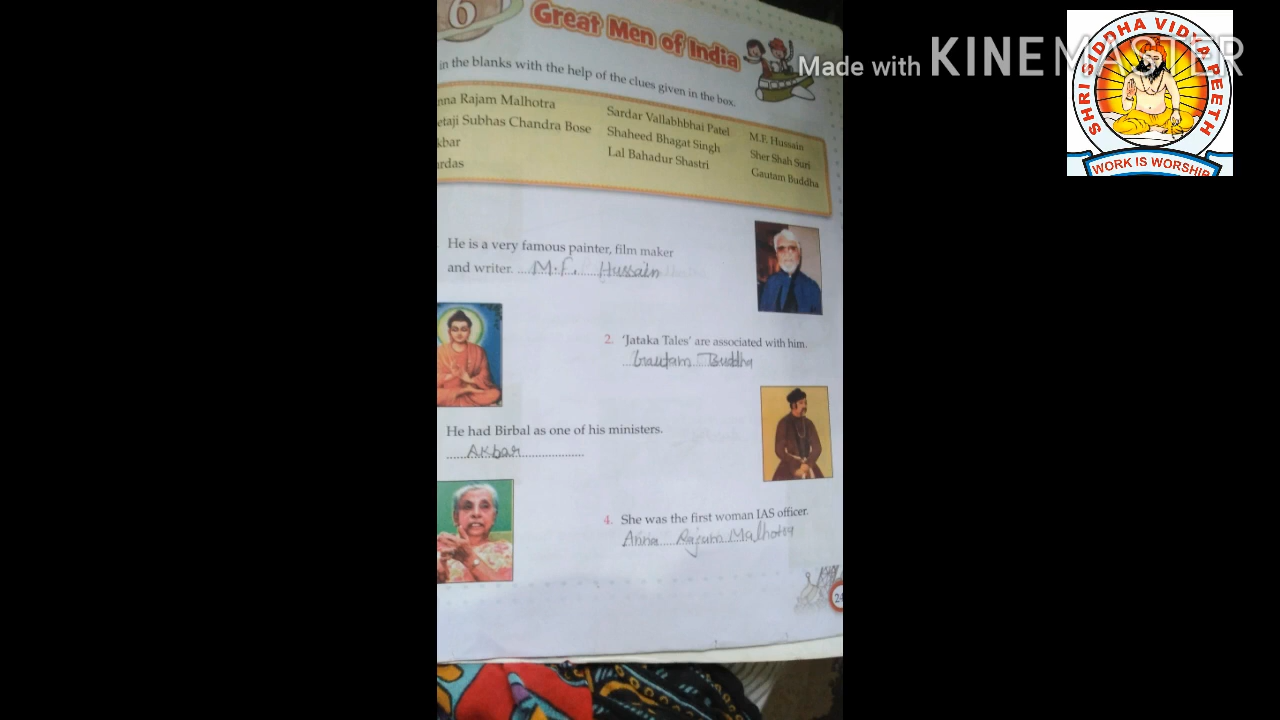 6
Great Men of India
in the blanks with the help of the clues given in the box.
nna Rajam Malhotra
Sardar Vallabhbhai Patel
M.F. Hussain
etaji Subhas Chandra Bose
Shaheed Bhagat Singh
Sher Shah Suri
kbar
Lal Bahadur Shastri
Gautam Buddha
rdas
He is a very famous painter, film maker
and writer. M.F. Hussain
2. 'Jataka Tales' are associated with him.
Gautam Buddha
He had Birbal as one of his ministers.
Akbar
4. She was the first woman IAS officer.
Anna Rajam Malhotra
Made with KINEMASTER
SHRI SIDDHA VIDYA PEETH
WORK IS WORSHIP